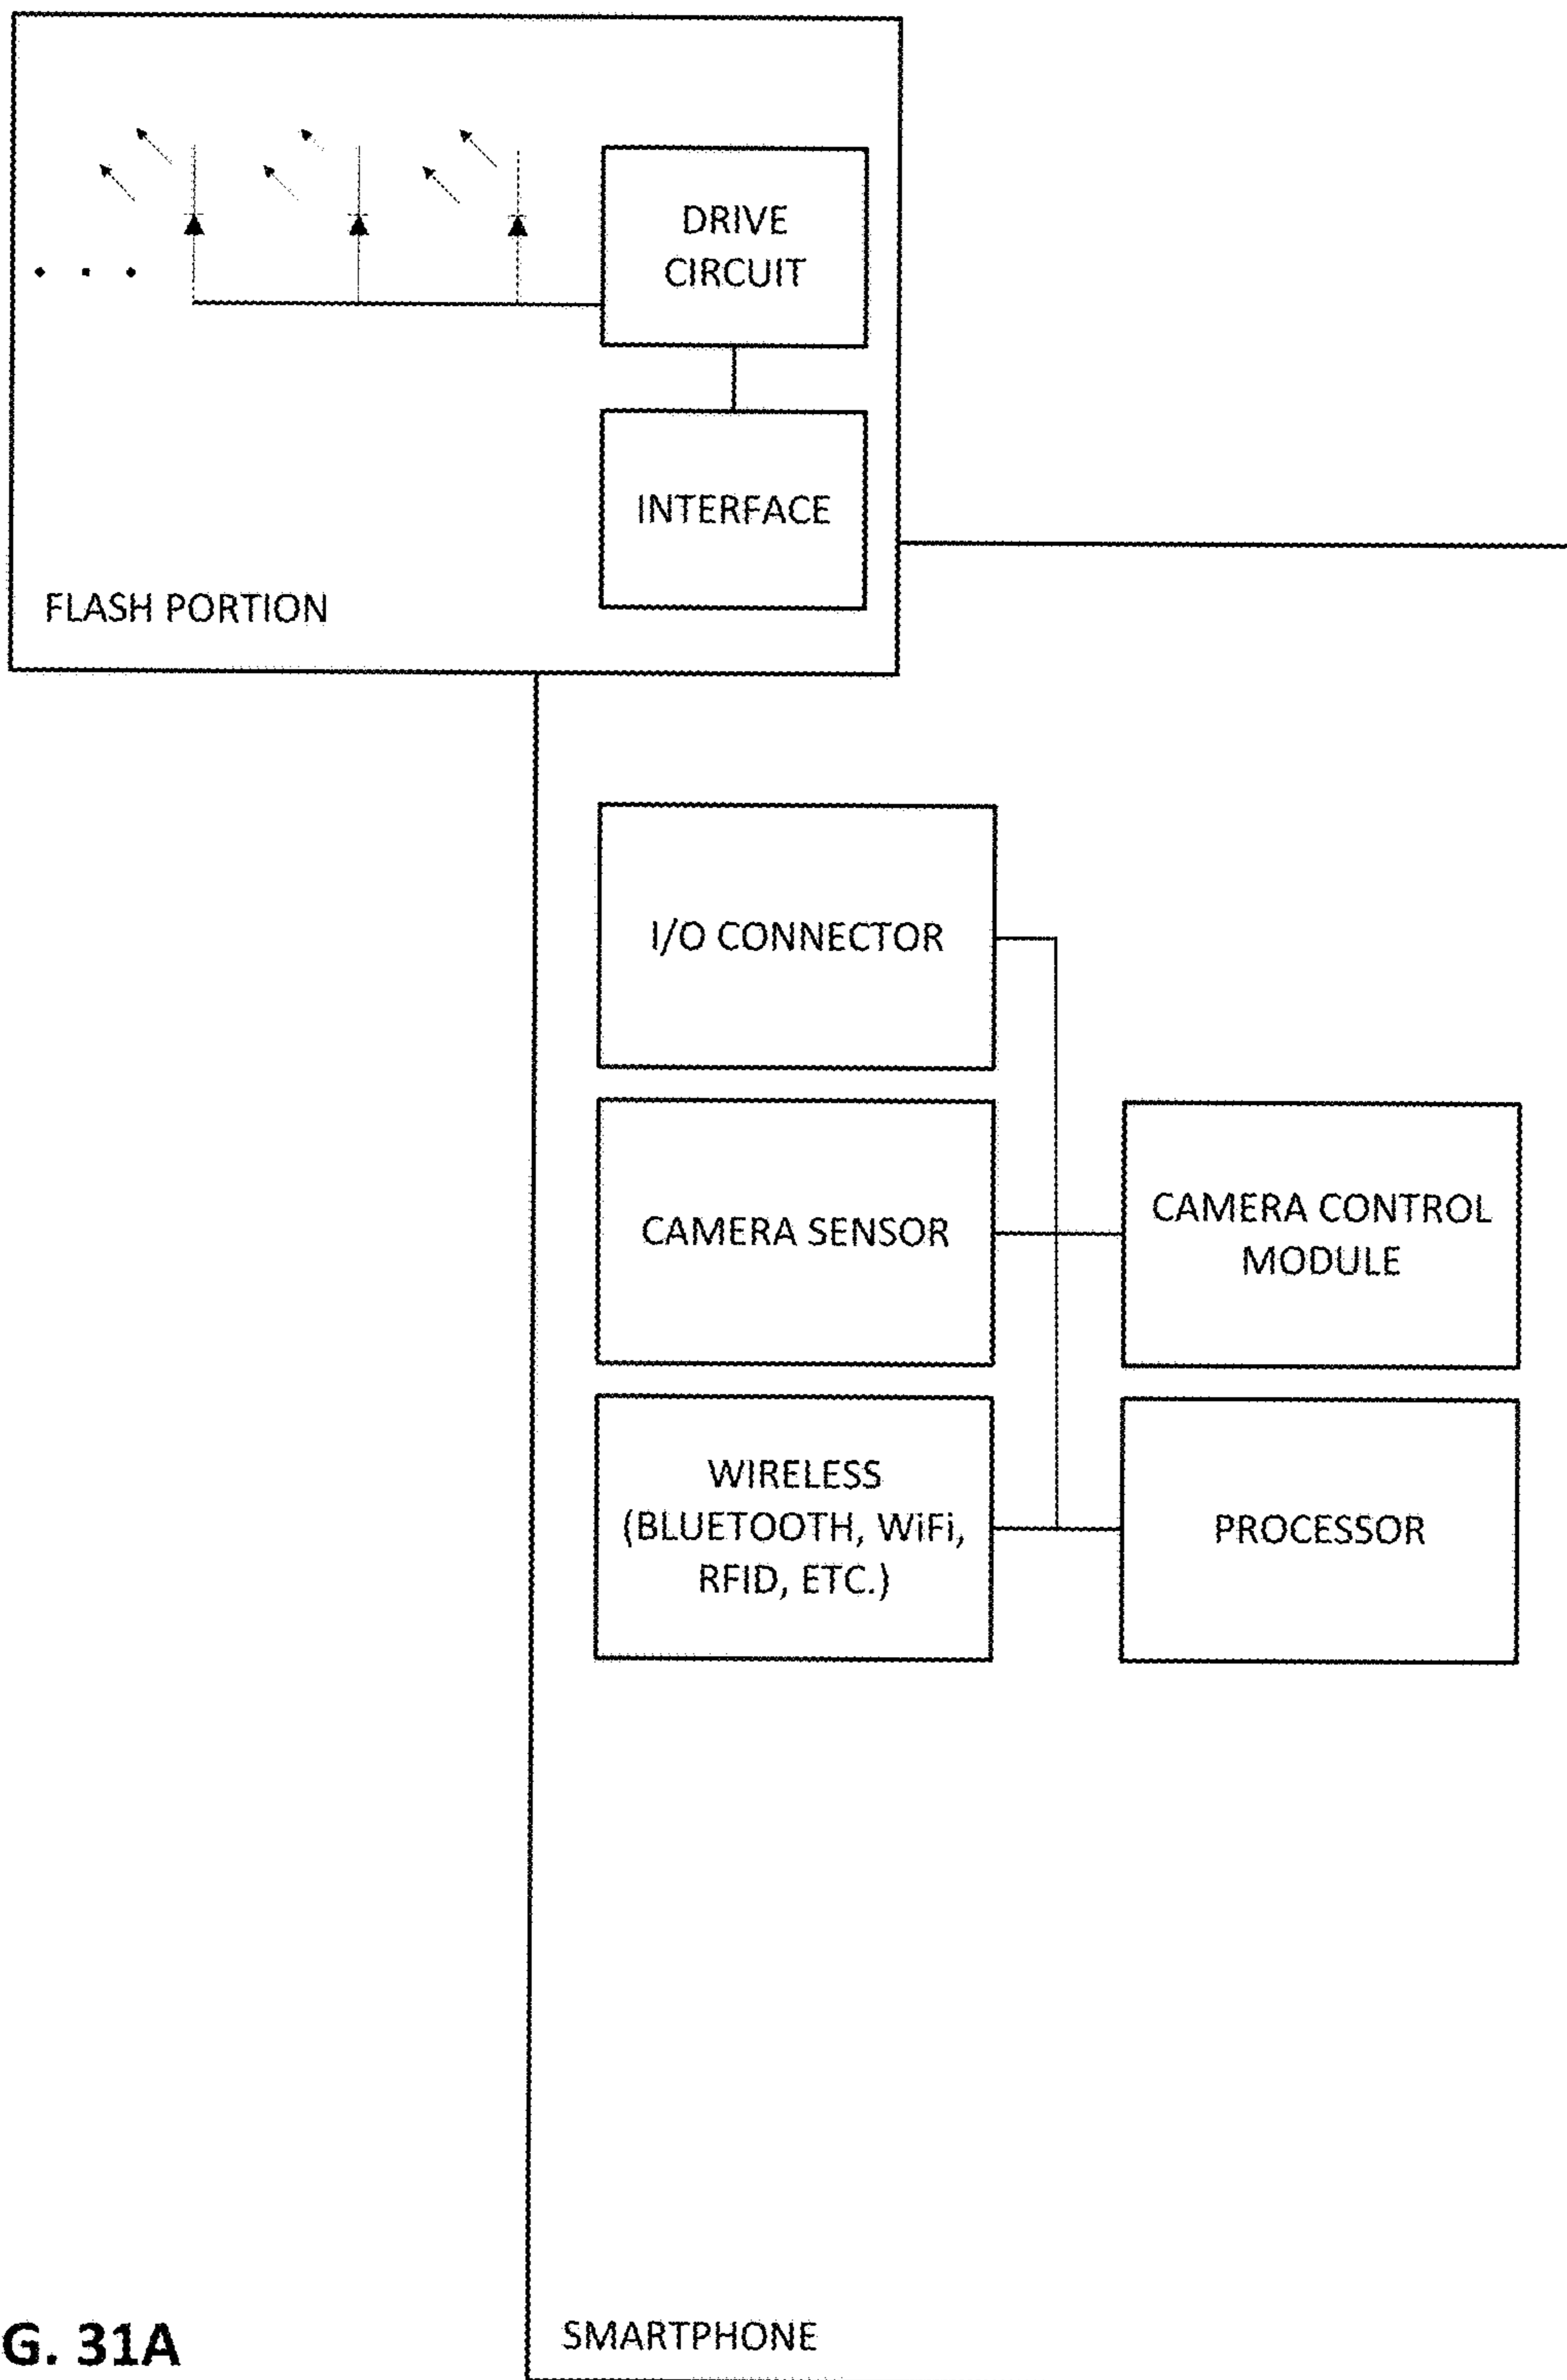 DRIVE
CIRCUIT
INTERFACE
FLASH PORTION
I/O CONNECTOR
CAMERA SENSOR
CAMERA CONTROL
MODULE
WIRELESS
(BLUETOOTH, WiFi,
RFID, ETC.)
PROCESSOR
SMARTPHONE
G. 31A